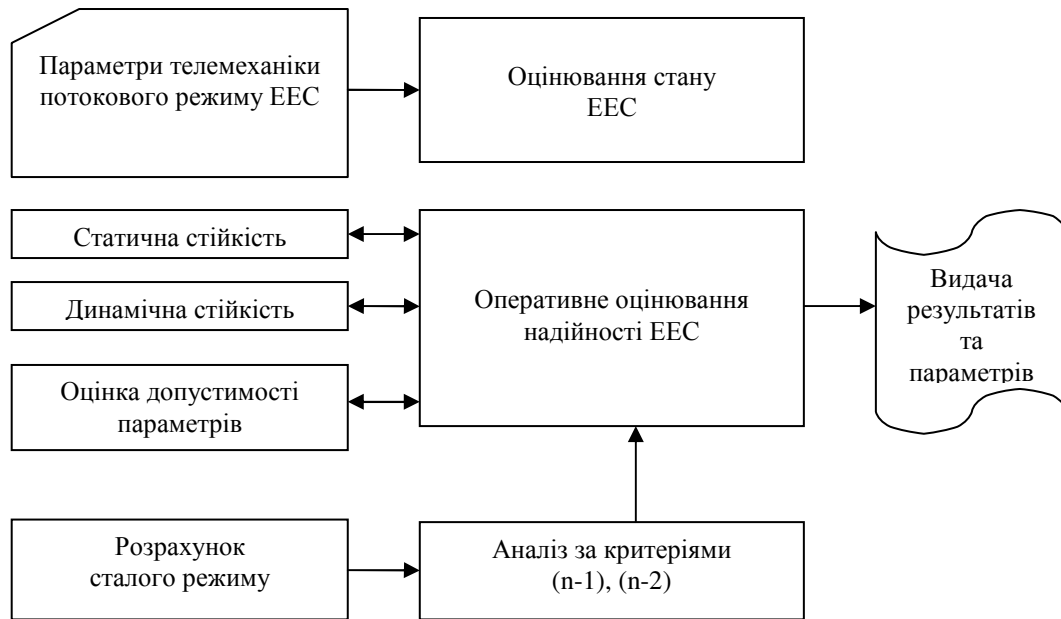 Параметри телемеханіки
потокового режиму ЕЕС
Оцінювання стану
ЕЕС
Статична стійкість
Динамічна стійкість
Оцінка допустимості
параметрів
Оперативне оцінювання
надійності ЕЕС
Видача
результатів
та
параметрів
Розрахунок
сталого режиму
Аналіз за критеріями
(n-1), (n-2)